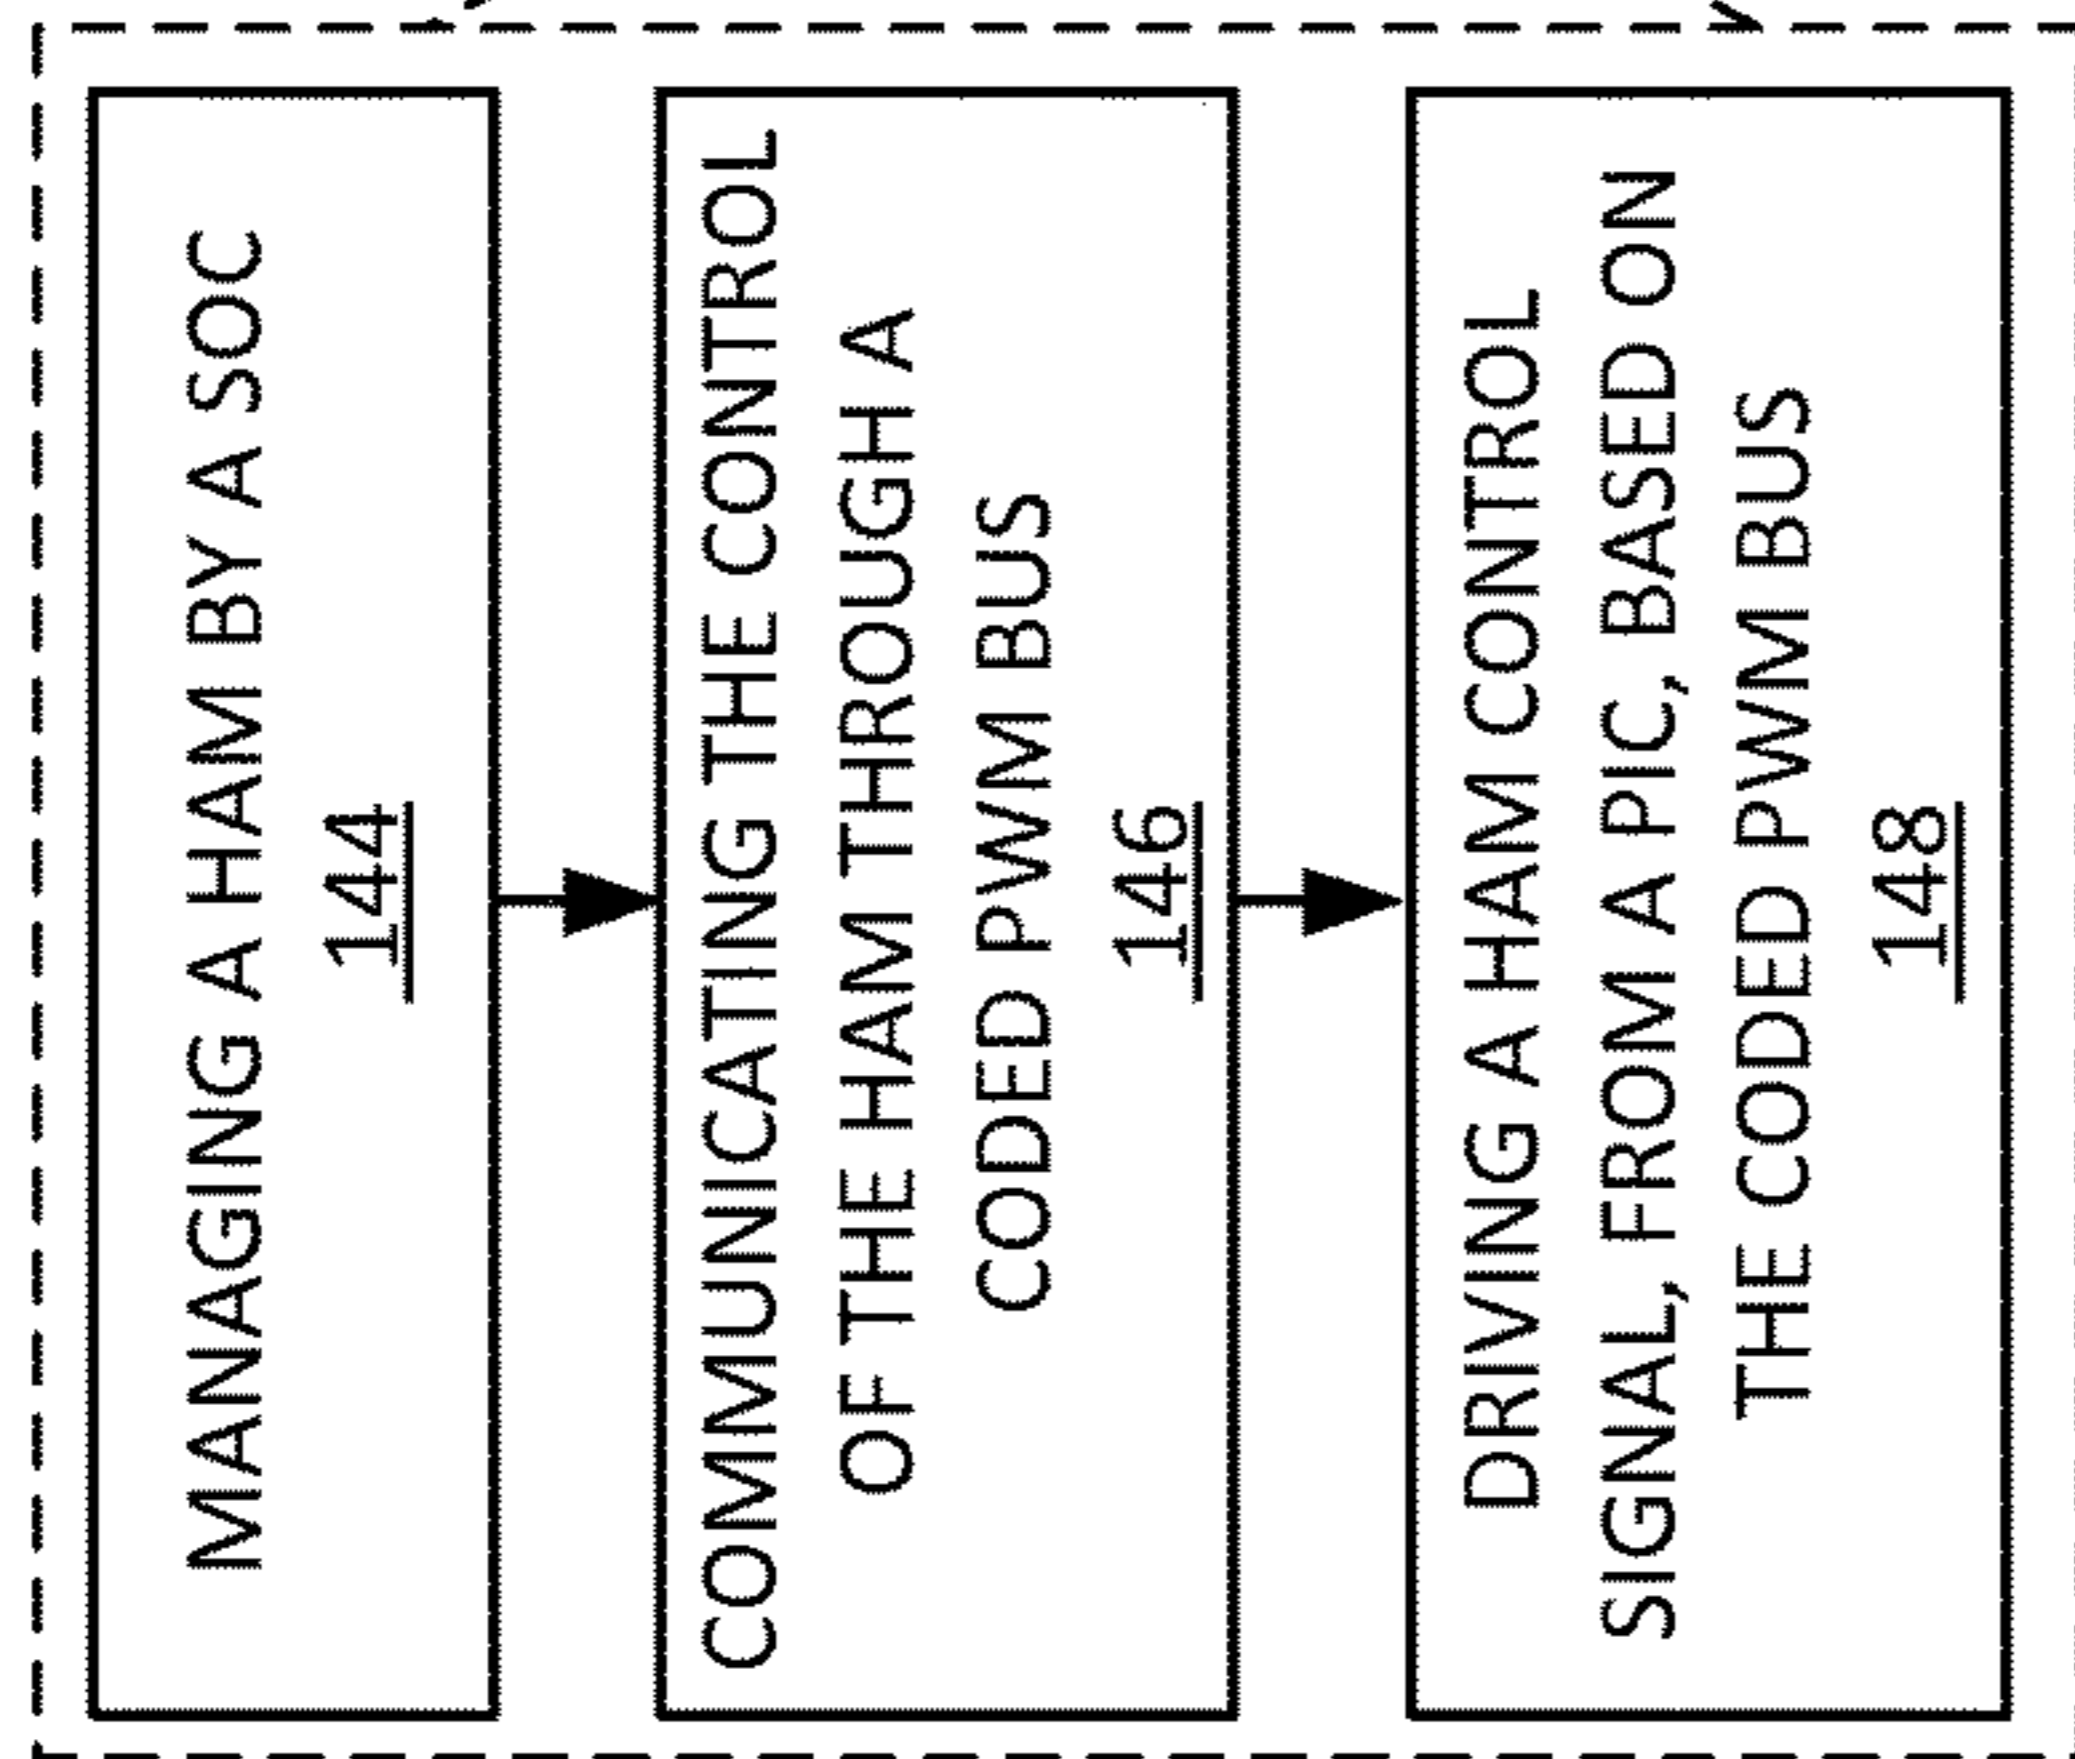 MANAGING A HAM BY A SOC
144
COMMUNICATING THE CONTROL
OF THE HAM THROUGH A
CODED PWM BUS
146
DRIVING A HAM CONTROL
SIGNAL, FROM A PIC, BASED ON
THE CODED PWM BUS
148